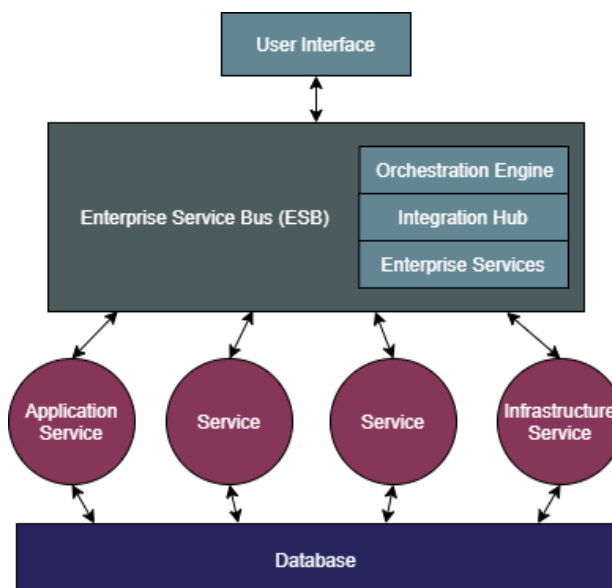 User Interface
Enterprise Service Bus (ESB)
Orchestration Engine
Integration Hub
Enterprise Services
Application
Service
Service
Service
Infrastructure
Service
Database